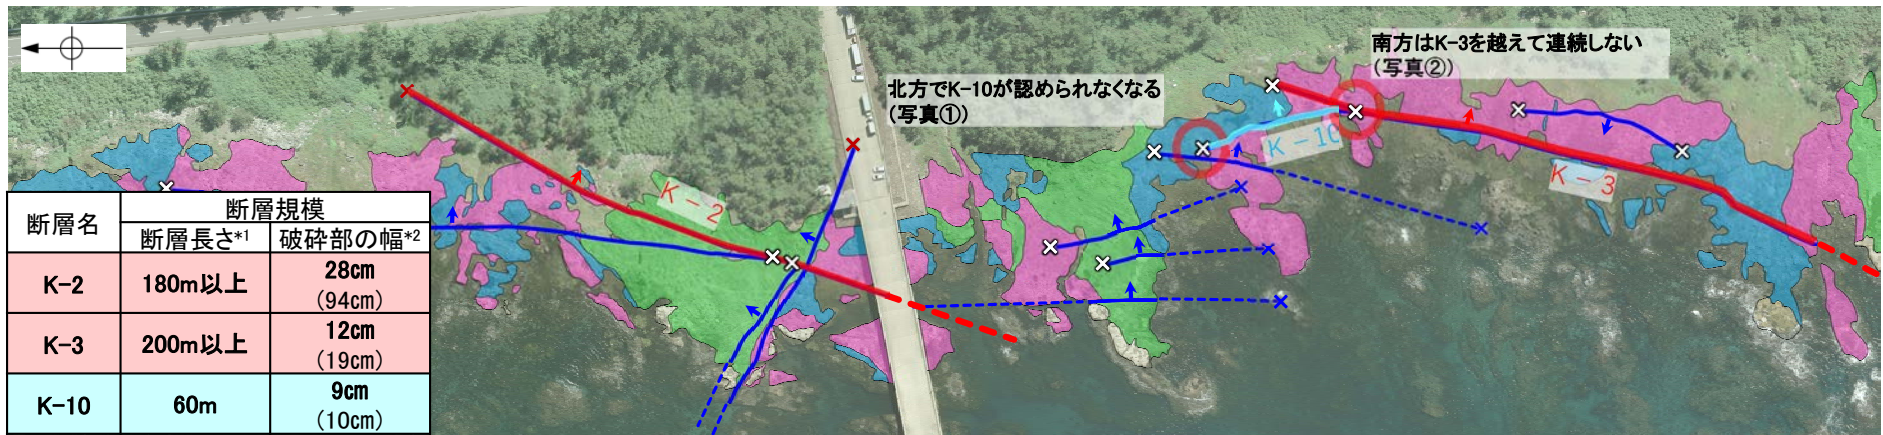 南方はK-3を越えて連続しない
(写真②)
北方でK-10が認められなくなる
(写真①)
K-10
K-2
K-3
断層名
断層規模
断層長さ*1
破砕部の幅*2
K-2
180m以上
28cm
(94cm)
K-3
200m以上
12cm
(19cm)
K-10
60m
9cm
(10cm)